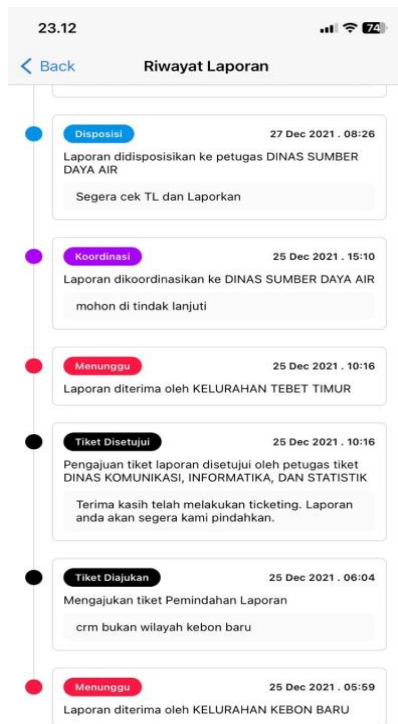 23.12
74
Back
Riwayat Laporan
Disposisi
27 Dec 2021 . 08:26
Laporan didisposisikan ke petugas DINAS SUMBER
DAYA AIR
Segera cek TL dan Laporkan
Koordinasi
25 Dec 2021 . 15:10
Laporan dikoordinasikan ke DINAS SUMBER DAYA AIR
mohon di tindak lanjuti
Menunggu
25 Dec 2021 . 10:16
Laporan diterima oleh KELURAHAN TEBET TIMUR
Tiket Disetujui
25 Dec 2021 . 10:16
Pengajuan tiket laporan disetujui oleh petugas tiket
DINAS KOMUNIKASI, INFORMATIKA, DAN STATISTIK
Terima kasih telah melakukan ticketing. Laporan
anda akan segera kami pindahkan.
Tiket Diajukan
25 Dec 2021 . 06:04
Mengajukan tiket Pemindahan Laporan
crm bukan wilayah kebon baru
Menunggu
25 Dec 2021 . 05:59
Laporan diterima oleh KELURAHAN KEBON BARU